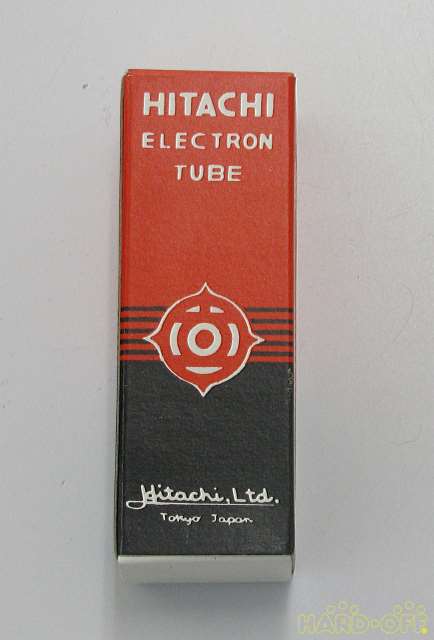 HITACHI
ELECTRON
TUBE
Hitachi, Ltd.
Tokyo Japan
HARD·OFF